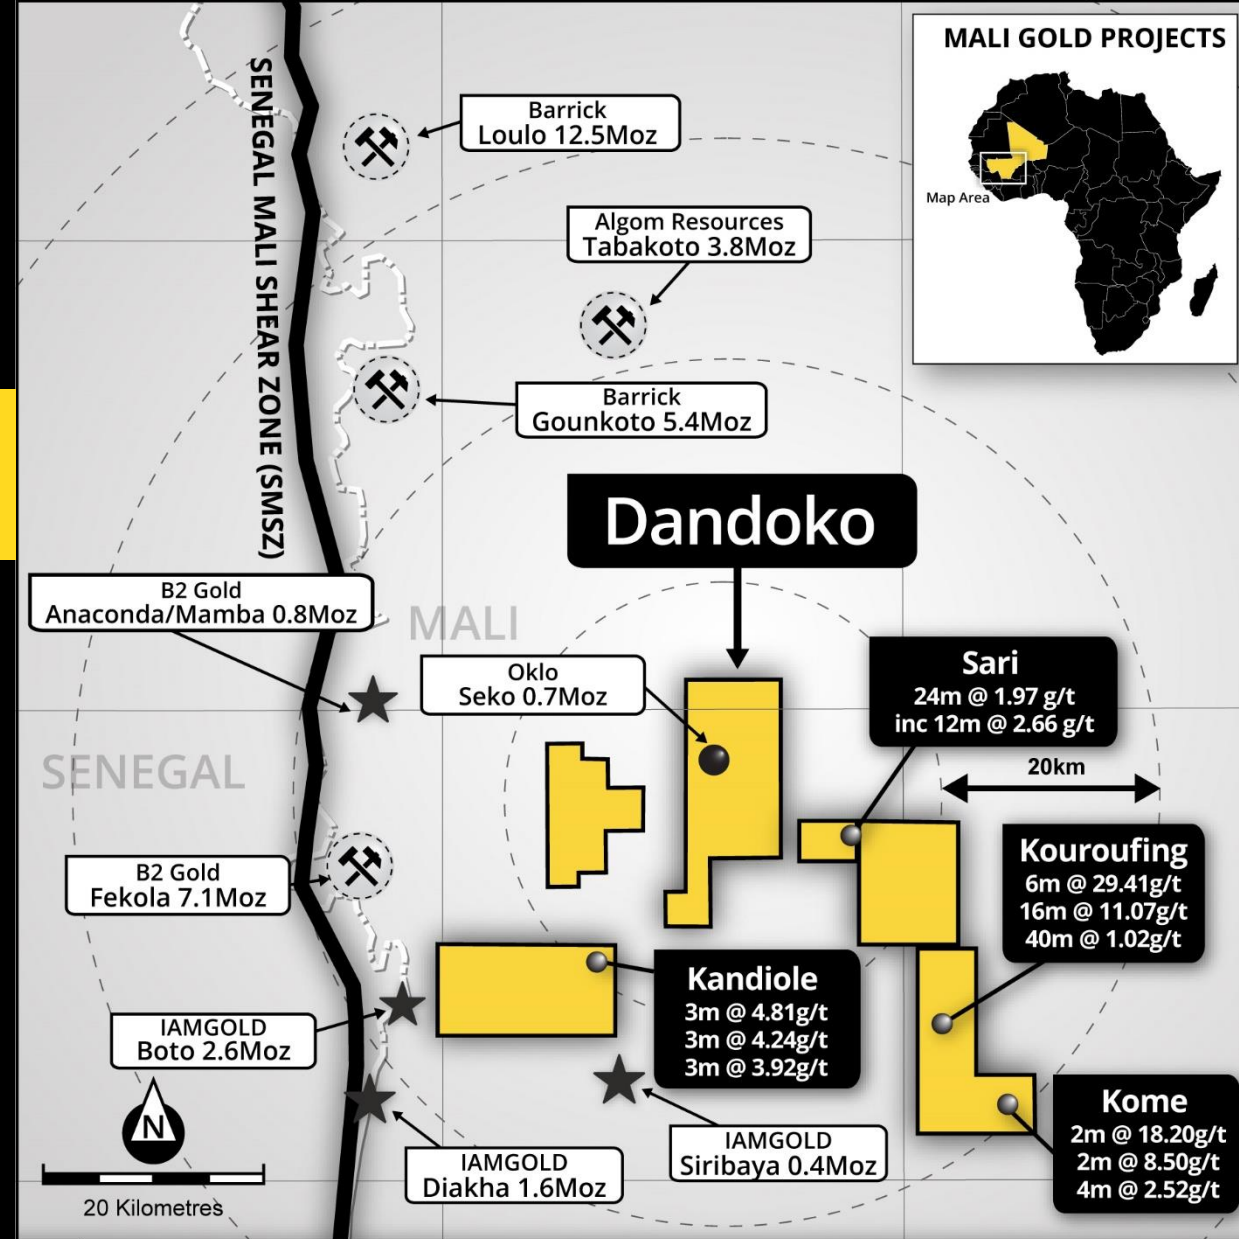 MALI GOLD PROJECTS
Map Area
SENEGAL MALI SHEAR ZONE (SMSZ)
Barrick
Loulo 12.5Moz
Algom Resources
Tabakoto 3.8Moz
Barrick
Gounkoto 5.4Moz
Dandoko
B2 Gold
Anaconda/Mamba 0.8Moz
MALI
Oklo
Seko 0.7Moz
Sari
24m @ 1.97 g/t
inc 12m @ 2.66 g/t
SENEGAL
20km
Kouroufing
6m @ 29.41g/t
16m @ 11.07g/t
40m @ 1.02g/t
B2 Gold
Fekola 7.1Moz
Kandiole
3m @ 4.81g/t
3m @ 4.24g/t
3m @ 3.92g/t
IAMGOLD
Boto 2.6Moz
Kome
2m @ 18.20g/t
2m @ 8.50g/t
4m @ 2.52g/t
N
IAMGOLD
Siribaya 0.4Moz
IAMGOLD
Diakha 1.6Moz
20 Kilometres